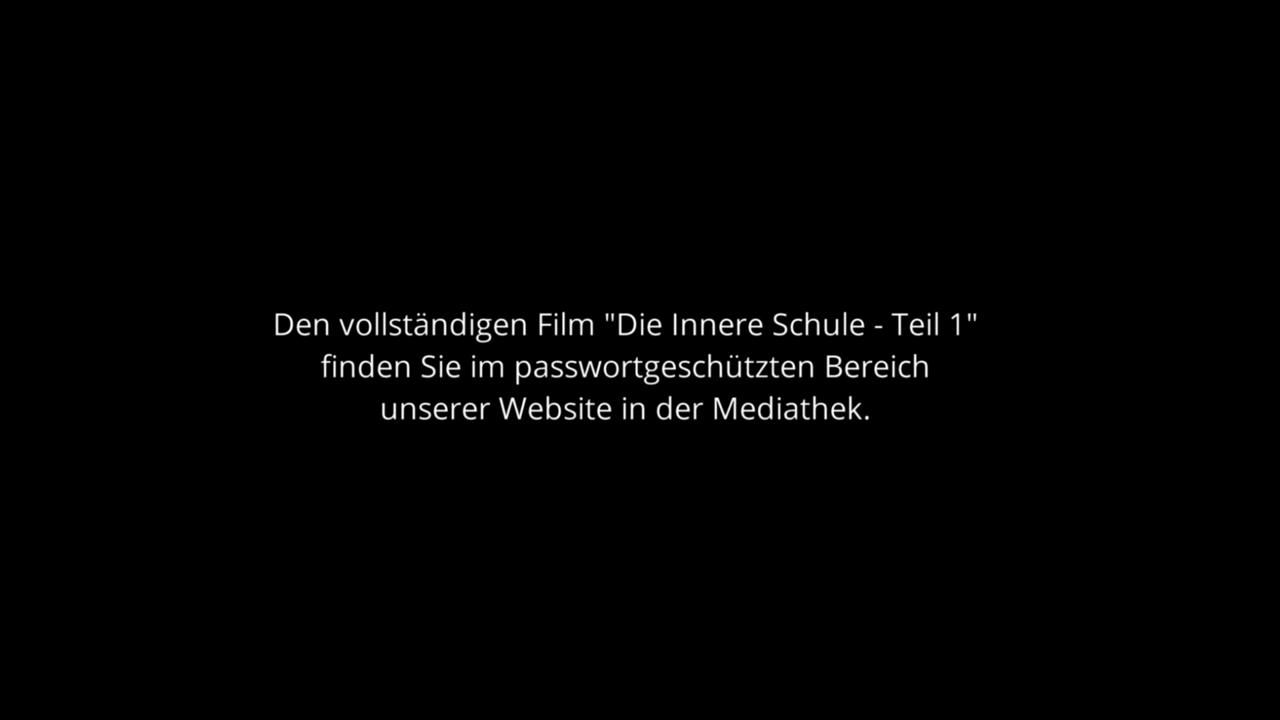 Den vollständigen Film "Die Innere Schule - Teil 1"
finden Sie im passwortgeschützten Bereich
unserer Website in der Mediathek.